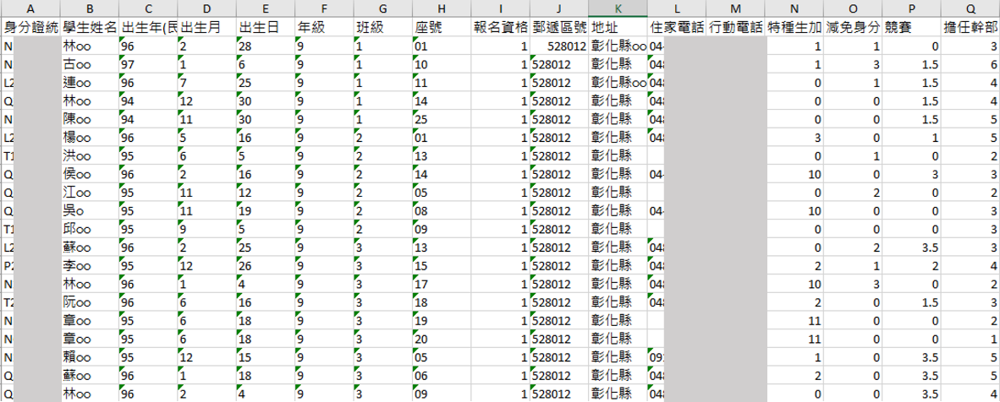 A B C D E F G H I J K L M N O P Q
身分證統 學生姓名 出生年(民 出生月 出生日 年級 班級 座號 報名資格 郵遞區號 地址 住家電話 行動電話 特種生加 減免身分 競賽 擔任幹部
N 林oo 96 2 28 9 1 01 1 528012 彰化縣oo 04- 1 1 0 3
N 古oo 97 1 6 9 1 10 1 528012 彰化縣 048 1 3 1.5 6
L2 連oo 96 7 25 9 1 11 1 528012 彰化縣oo 048 0 1 1.5 4
Q 林oo 94 12 30 9 1 14 1 528012 彰化縣 048 0 0 1.5 4
N 陳oo 94 11 30 9 1 25 1 528012 彰化縣 048 0 0 1.5 5
L2 楊oo 96 5 16 9 2 01 1 528012 彰化縣 048 3 0 1 5
T1 洪oo 95 6 5 9 2 13 1 528012 彰化縣 0 1 0 2
Q 侯oo 96 2 16 9 2 14 1 528012 彰化縣 04- 10 0 3 3
Q 江oo 95 11 12 9 2 05 1 528012 彰化縣 0 2 0 2
Q 吳o 95 11 19 9 2 08 1 528012 彰化縣 04- 10 0 0 3
T1 邱oo 95 9 5 9 2 09 1 528012 彰化縣 0 0 0 3
L2 蘇oo 96 2 25 9 3 13 1 528012 彰化縣 048 0 2 3.5 3
P2 李oo 95 12 26 9 3 15 1 528012 彰化縣 048 2 1 2 4
N 林oo 96 1 4 9 3 17 1 528012 彰化縣 048 10 3 0 2
T2 阮oo 96 6 16 9 3 18 1 528012 彰化縣 048 2 0 1.5 3
N 章oo 95 6 18 9 3 19 1 528012 彰化縣 11 0 0 2
N 章oo 95 6 18 9 3 20 1 528012 彰化縣 11 0 0 1
N 賴oo 95 12 15 9 3 05 1 528012 彰化縣 09 1 0 3.5 5
Q 蘇oo 96 1 18 9 3 06 1 528012 彰化縣 048 2 0 3.5 5
Q 林oo 96 2 4 9 3 09 1 528012 彰化縣 048 0 0 3.5 4